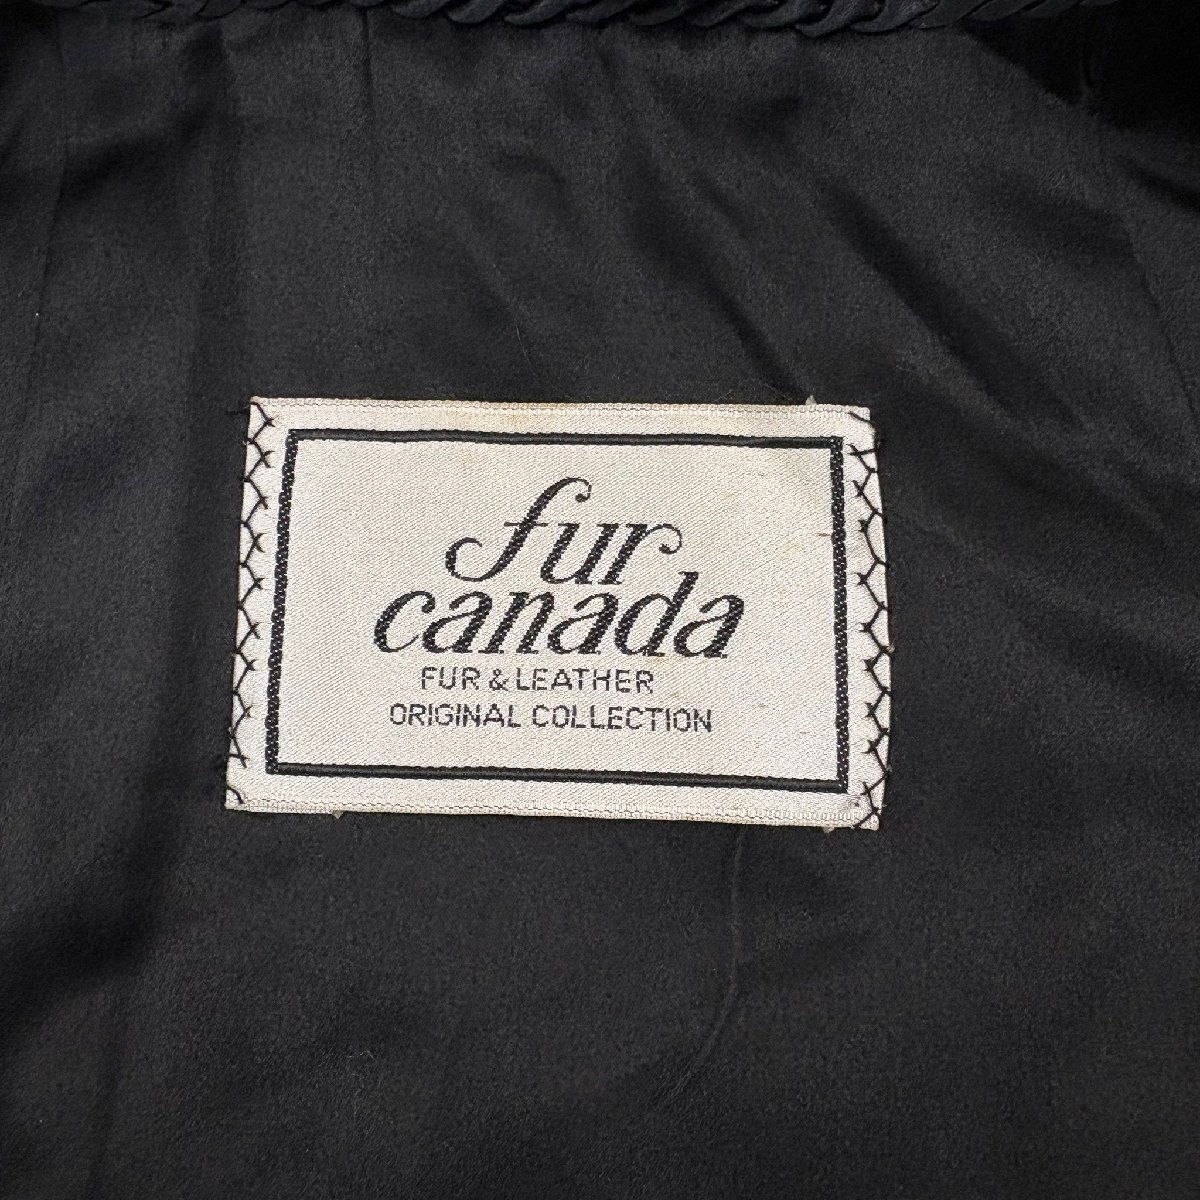 fur
canada
FUR & LEATHER
ORIGINAL COLLECTION